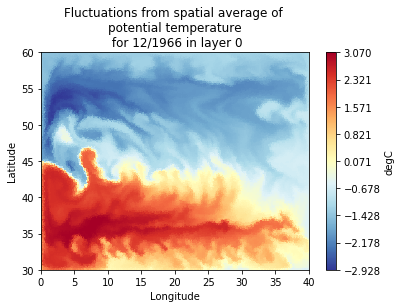 Fluctuations from spatial average of
potential temperature
for 12/1966 in layer 0
60
55
50
45
40
35
30
Latitude
0 5 10 15 20 25 30 35 40
Longitude
3.070
2.321
1.571
0.821
0.071
−0.678
−1.428
−2.178
−2.928
degC